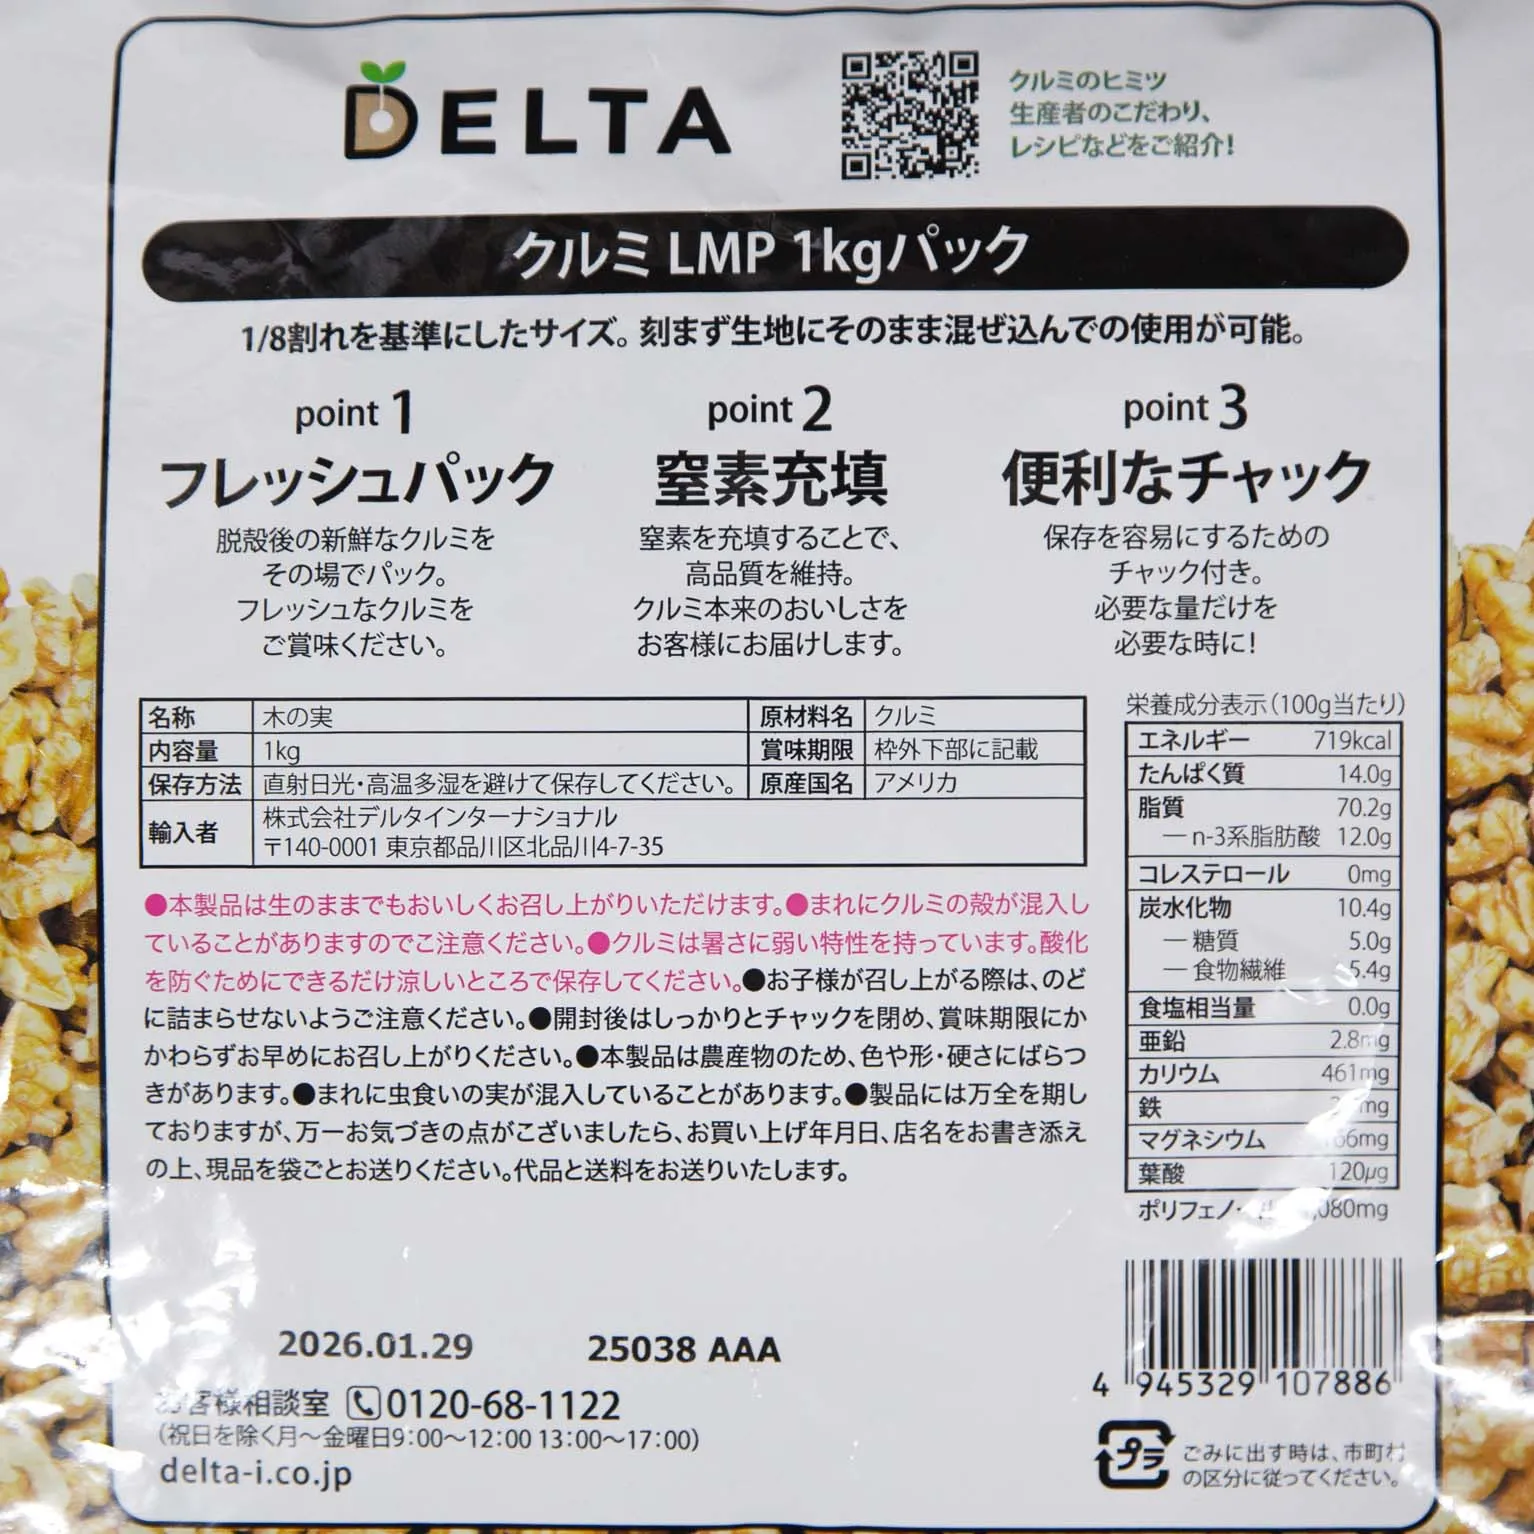 DELTA
クルミのヒミツ
生産者のこだわり、
レシピなどをご紹介!
クルミ LMP 1kgパック
1/8割れを基準にしたサイズ。刻まず生地にそのまま混ぜ込んでの使用が可能。
point 1
フレッシュパック
脱殻後の新鮮なクルミを
その場でパック。
フレッシュなクルミを
ご賞味ください。
point 2
窒素充填
窒素を充填することで、
高品質を維持。
クルミ本来のおいしさを
お客様にお届けします。
point 3
便利なチャック
保存を容易にするための
チャック付き。
必要な量だけを
必要な時に!
名称 木の実 原材料名 クルミ
内容量 1kg 賞味期限 枠外下部に記載
保存方法 直射日光・高温多湿を避けて保存してください。 原産国名 アメリカ
輸入者 株式会社デルタインターナショナル
〒140-0001 東京都品川区北品川4-7-35
●本製品は生のままでもおいしくお召し上がりいただけます。●まれにクルミの殻が混入し
ていることがありますのでご注意ください。●クルミは暑さに弱い特性を持っています。酸化
を防ぐためにできるだけ涼しいところで保存してください。●お子様が召し上がる際は、のど
に詰まらせないようご注意ください。●開封後はしっかりとチャックを閉め、賞味期限にか
かわらずお早めにお召し上がりください。●本製品は農産物のため、色や形・硬さにばらつ
きがあります。●まれに虫食いの実が混入していることがあります。●製品には万全を期し
ておりますが、万一お気づきの点がございましたら、お買い上げ年月日、店名をお書き添え
の上、現品を袋ごとお送りください。代品と送料をお送りいたします。
栄養成分表示(100g当たり)
エネルギー 719kcal
たんぱく質 14.0g
脂質 70.2g
― n-3系脂肪酸 12.0g
コレステロール 0mg
炭水化物 10.4g
― 糖質 5.0g
― 食物繊維 5.4g
食塩相当量 0.0g
亜鉛 2.8mg
カリウム 461mg
鉄
マグネシウム
葉酸 120μg
2026.01.29 25038 AAA
お客様相談室 0120-68-1122
(祝日を除く月〜金曜日9:00〜12:00 13:00〜17:00)
delta-i.co.jp
4 945329 107886
プラ
ごみに出す時は、市町村
の区分に従ってください。